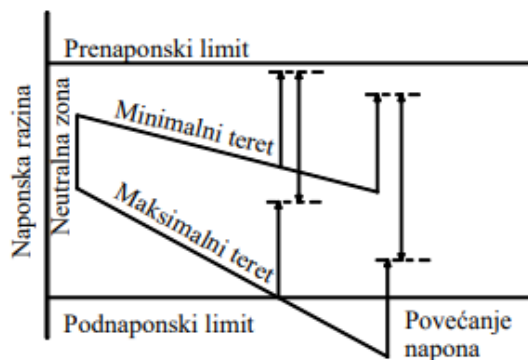 Prenaponski limit
Naponska razina
Neutralna zona
Minimalni teret
Maksimalni teret
Podnaponski limit
Povećanje
napona